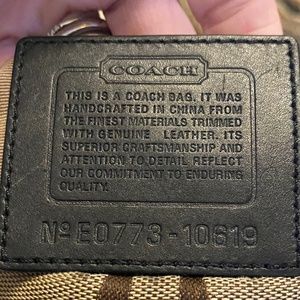 COACH
THIS IS A COACH BAG. IT WAS
HANDCRAFTED IN CHINA FROM
THE FINEST MATERIALS TRIMMED
WITH GENUINE LEATHER. ITS
SUPERIOR CRAFTSMANSHIP AND
ATTENTION TO DETAIL REFLECT
OUR COMMITMENT TO ENDURING
QUALITY.
Nº E0773-10619